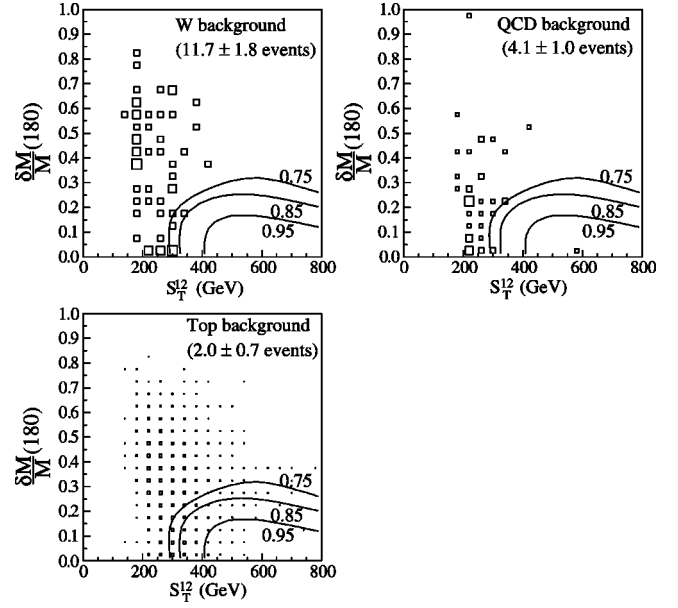 W background
(11.7 ± 1.8 events)
1.0
0.9
0.8
0.7
0.6
0.5
0.4
0.3
0.2
0.1
0.0
δM/M(180)
0.75
0.85
0.95
0 200 400 600 800
S_T^12 (GeV)
QCD background
(4.1 ± 1.0 events)
1.0
0.9
0.8
0.7
0.6
0.5
0.4
0.3
0.2
0.1
0.0
δM/M(180)
0.75
0.85
0.95
0 200 400 600 800
S_T^12 (GeV)
Top background
(2.0 ± 0.7 events)
1.0
0.9
0.8
0.7
0.6
0.5
0.4
0.3
0.2
0.1
0.0
δM/M(180)
0.75
0.85
0.95
0 200 400 600 800
S_T^12 (GeV)